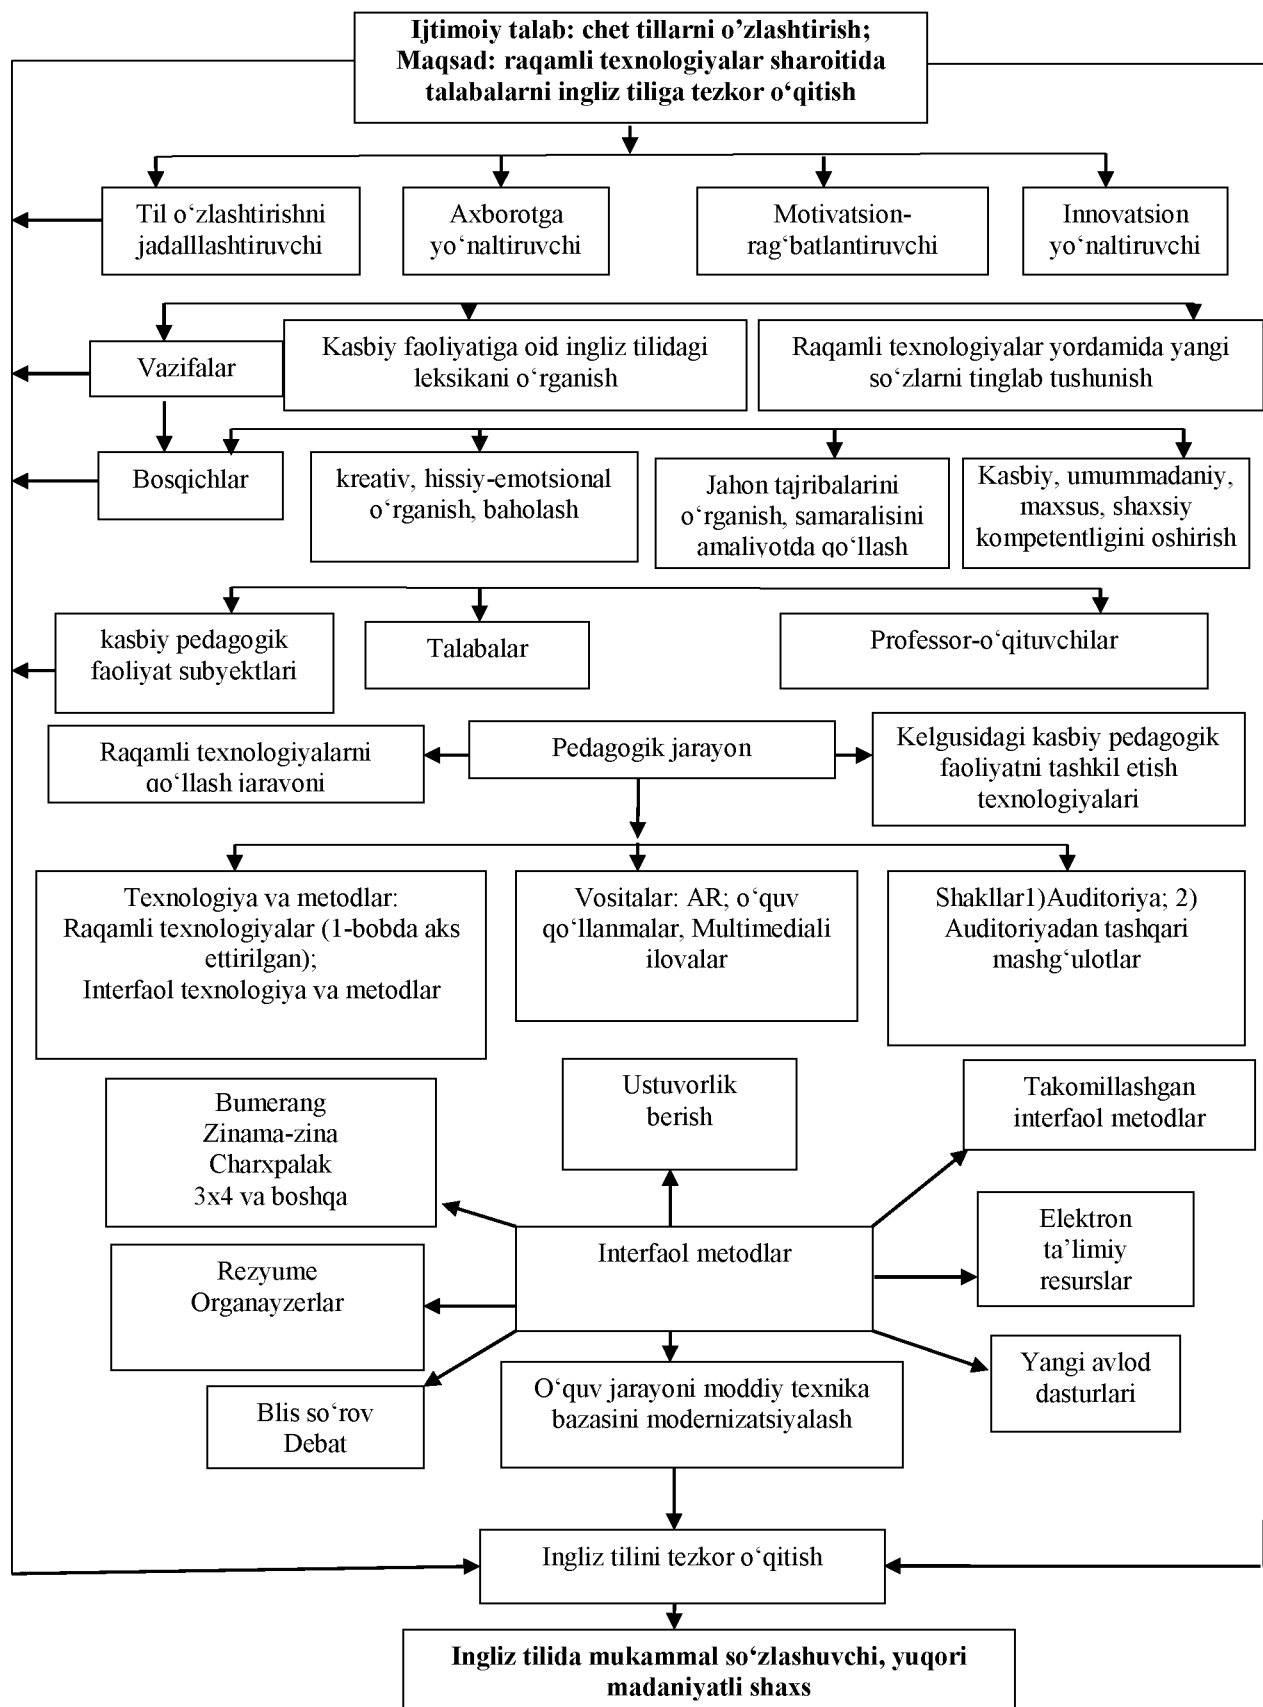 Ijtimoiy talab: chet tillarni o’zlashtirish;
Maqsad: raqamli texnologiyalar sharoitida
talabalarni ingliz tiliga tezkor o‘qitish
Til o‘zlashtirishni
jadalllashtiruvchi
Axborotga
yo‘naltiruvchi
Motivatsion-
rag‘batlantiruvchi
Innovatsion
yo‘naltiruvchi
Vazifalar
Kasbiy faoliyatiga oid ingliz tilidagi
leksikani o‘rganish
Raqamli texnologiyalar yordamida yangi
so‘zlarni tinglab tushunish
Bosqichlar
kreativ, hissiy-emotsional
o‘rganish, baholash
Jahon tajribalarini
o‘rganish, samaralisini
amaliyotda qo‘llash
Kasbiy, umummadaniy,
maxsus, shaxsiy
kompetentligini oshirish
kasbiy pedagogik
faoliyat subyektlari
Talabalar
Professor-o‘qituvchilar
Raqamli texnologiyalarni
qo‘llash jarayoni
Pedagogik jarayon
Kelgusidagi kasbiy pedagogik
faoliyatni tashkil etish
texnologiyalari
Texnologiya va metodlar:
Raqamli texnologiyalar (1-bobda aks
ettirilgan);
Interfaol texnologiya va metodlar
Vositalar: AR; o‘quv
qo‘llanmalar, Multimediali
ilovalar
Shakllar1)Auditoriya; 2)
Auditoriyadan tashqari
mashg‘ulotlar
Bumerang
Zinama-zina
Charxpalak
3x4 va boshqa
Ustuvorlik
berish
Takomillashgan
interfaol metodlar
Interfaol metodlar
Elektron
ta’limiy
resurslar
Rezyume
Organayzerlar
Yangi avlod
dasturlari
Blis so‘rov
Debat
O‘quv jarayoni moddiy texnika
bazasini modernizatsiyalash
Ingliz tilini tezkor o‘qitish
Ingliz tilida mukammal so‘zlashuvchi, yuqori
madaniyatli shaxs